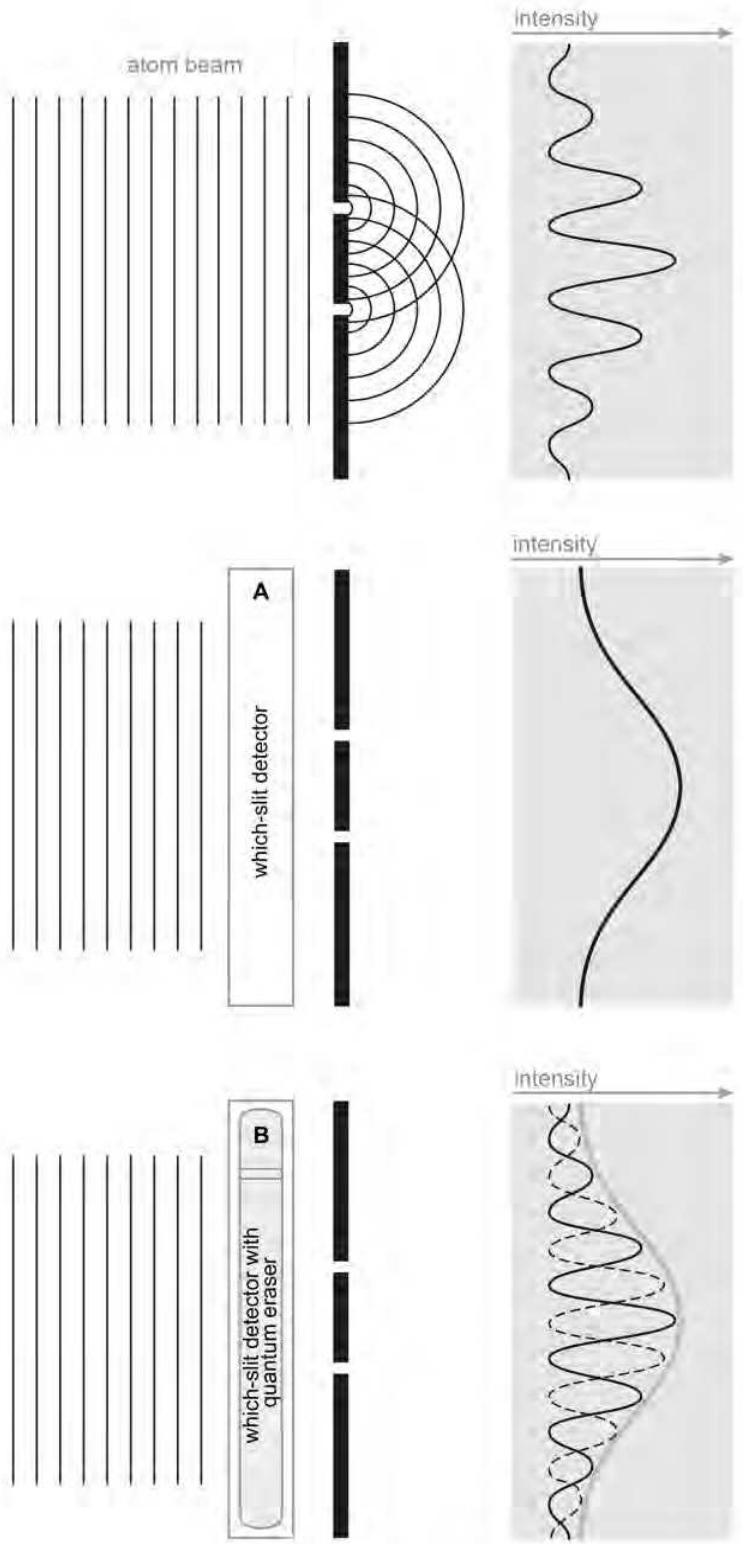 intensity
atom beam
intensity
A
which-slit detector
intensity
B
which-slit detector with
quantum eraser